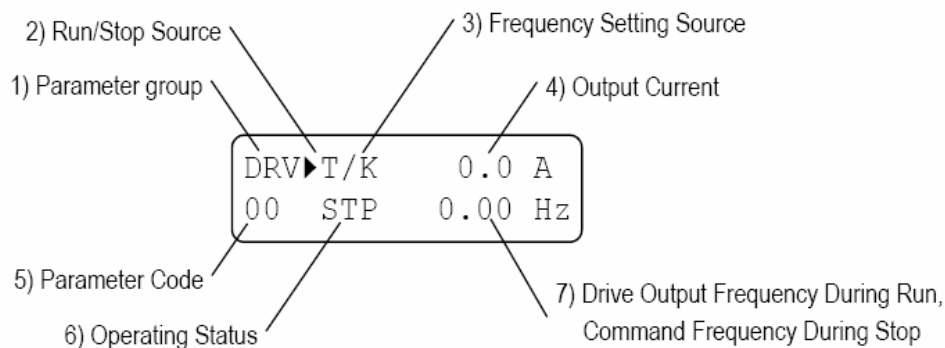 2) Run/Stop Source
3) Frequency Setting Source
1) Parameter group
4) Output Current
DRV▶T/K 0.0 A
00 STP 0.00 Hz
5) Parameter Code
6) Operating Status
7) Drive Output Frequency During Run,
Command Frequency During Stop